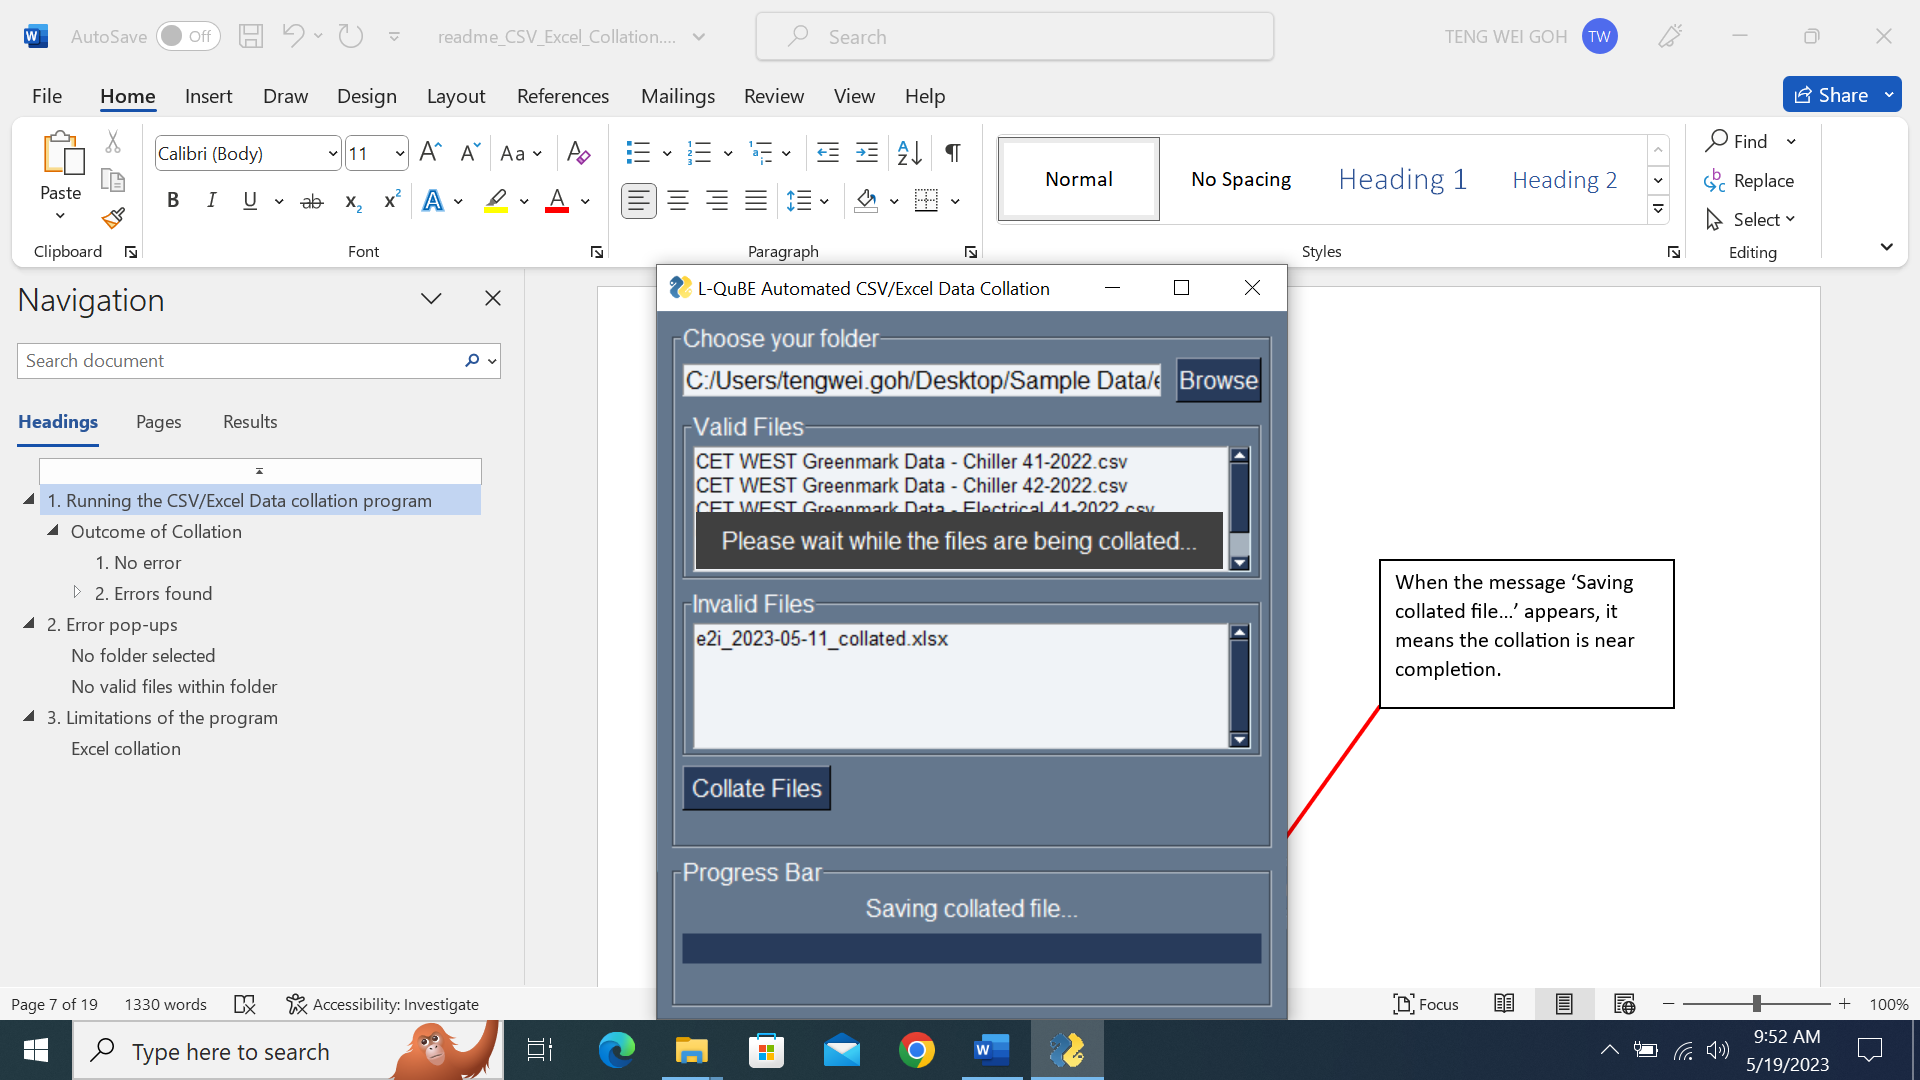 AutoSave Off readme_CSV_Excel_Collation.... Search TENG WEI GOH TW
File Home Insert Draw Design Layout References Mailings Review View Help Share
Paste
Calibri (Body) 11
Normal No Spacing Heading 1 Heading 2
Find
Replace
Select
Clipboard Font Paragraph Styles Editing
Navigation
Search document
Headings Pages Results
1. Running the CSV/Excel Data collation program
Outcome of Collation
1. No error
2. Errors found
2. Error pop-ups
No folder selected
No valid files within folder
3. Limitations of the program
Excel collation
L-QuBE Automated CSV/Excel Data Collation
Choose your folder
C:/Users/tengwei.goh/Desktop/Sample Data/e
Browse
Valid Files
CET WEST Greenmark Data - Chiller 41-2022.csv
CET WEST Greenmark Data - Chiller 42-2022.csv
CET WEST Greenmark Data - Electrical 41-2022.csv
Please wait while the files are being collated...
Invalid Files
e2i_2023-05-11_collated.xlsx
Collate Files
Progress Bar
Saving collated file...
When the message ‘Saving
collated file…’ appears, it
means the collation is near
completion.
Page 7 of 19 1330 words Accessibility: Investigate Focus 100%
Type here to search
9:52 AM
5/19/2023